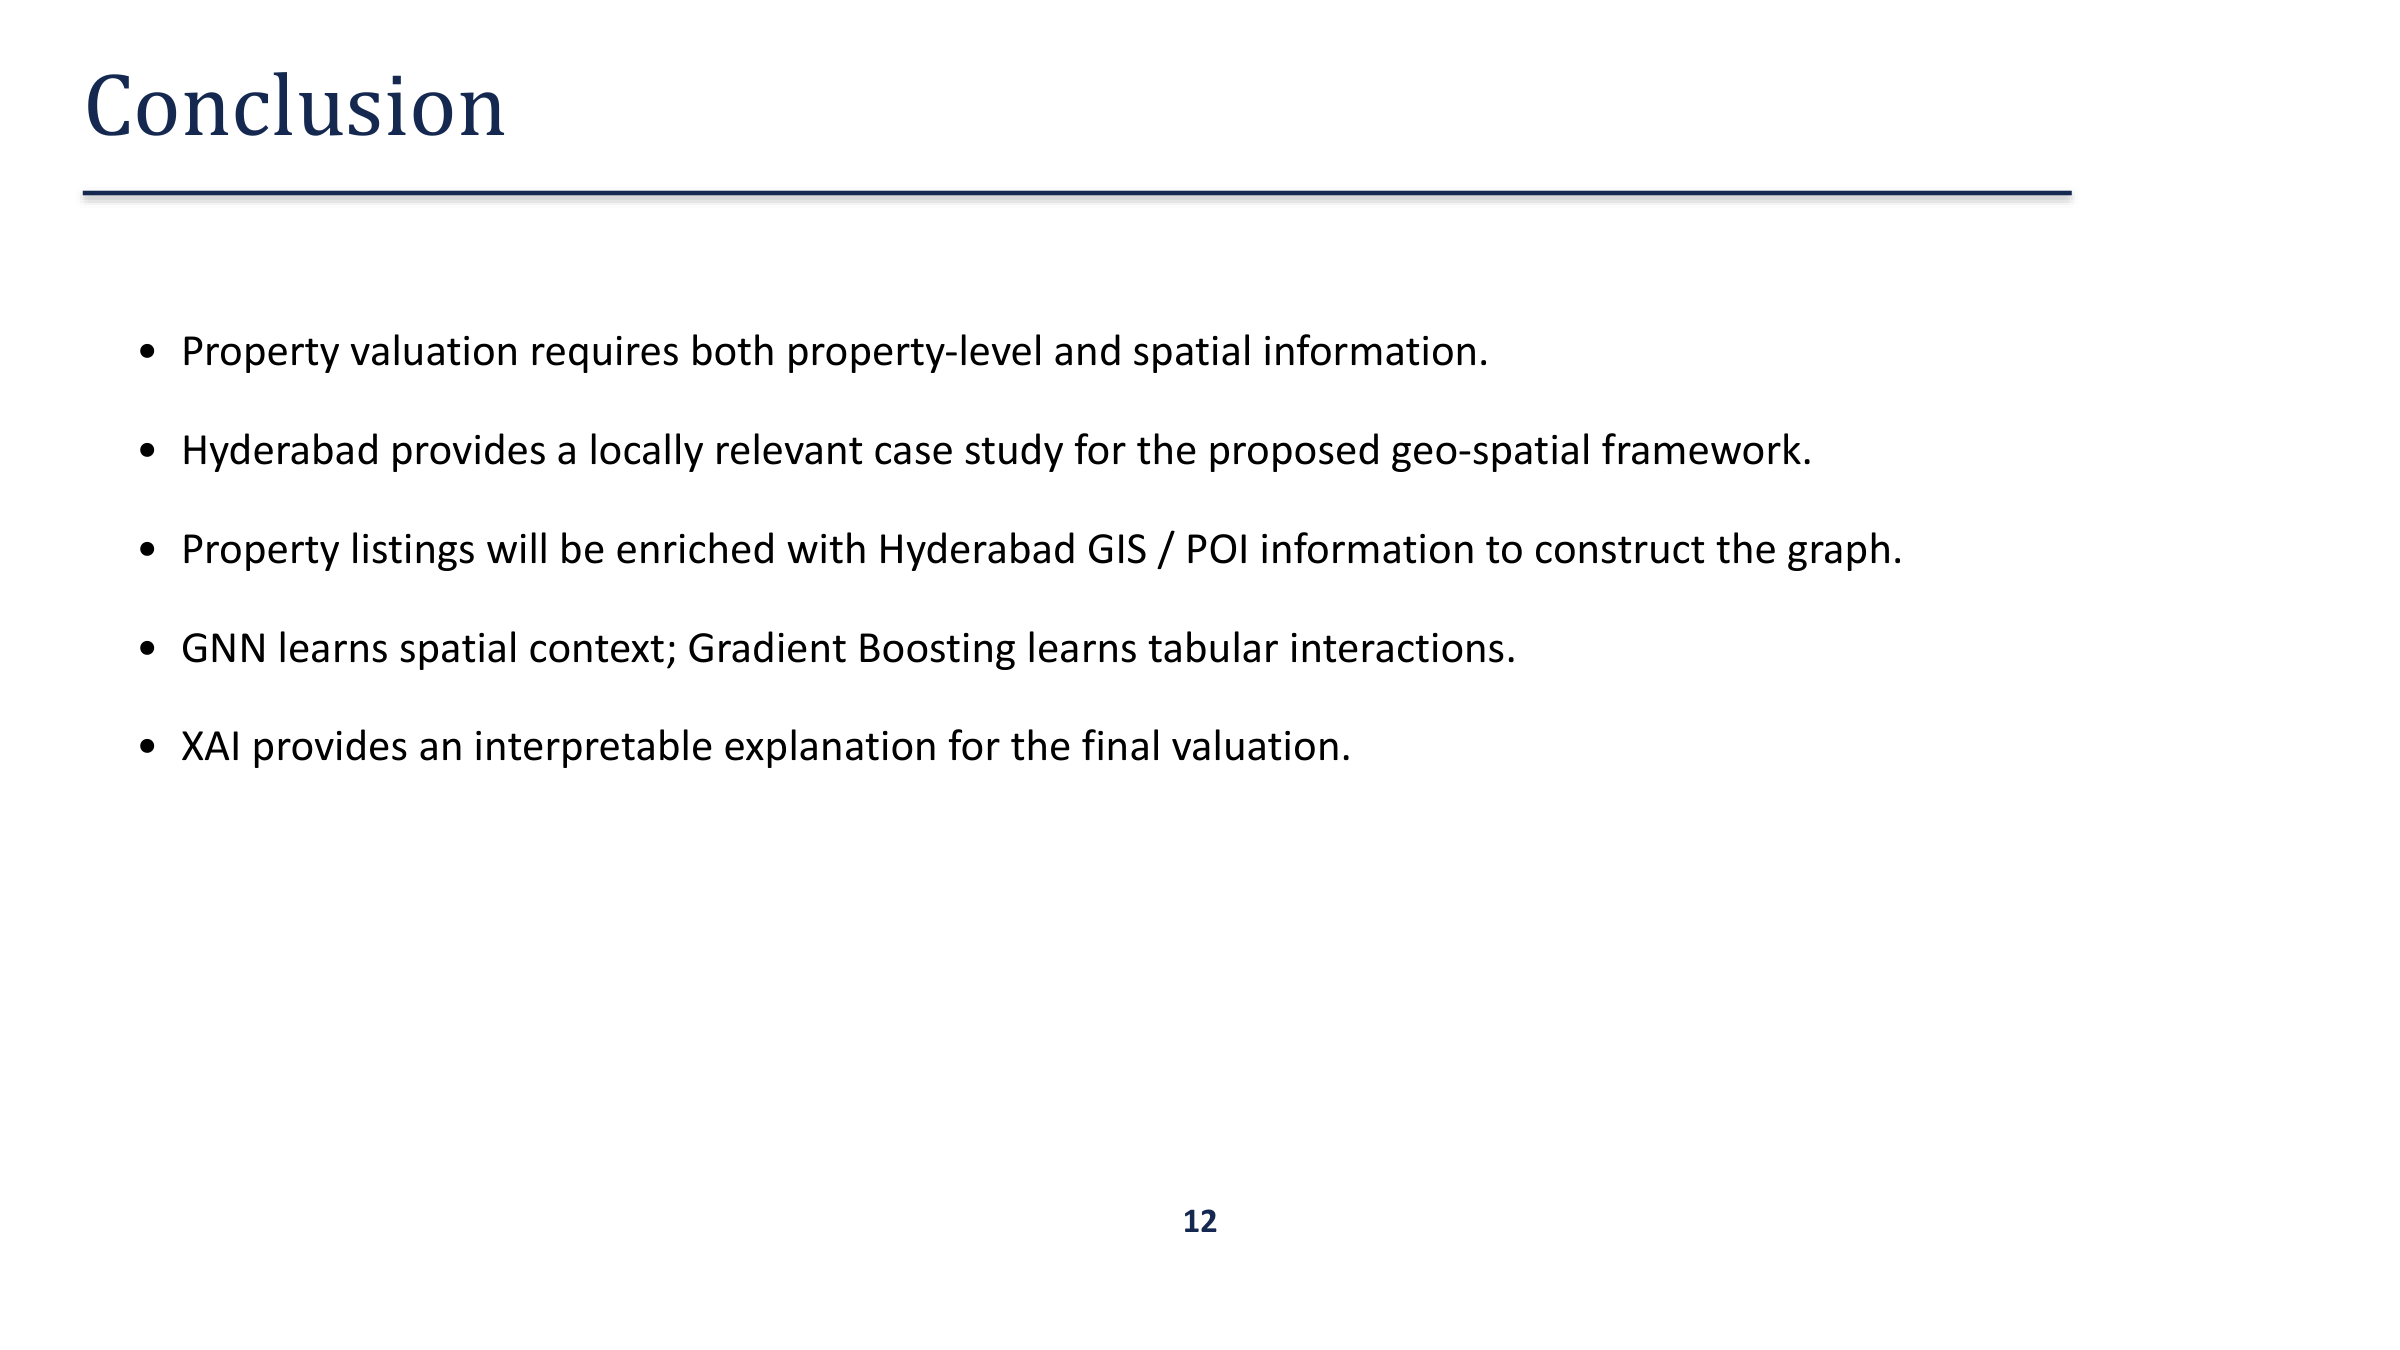 Conclusion
• Property valuation requires both property-level and spatial information.
• Hyderabad provides a locally relevant case study for the proposed geo-spatial framework.
• Property listings will be enriched with Hyderabad GIS / POI information to construct the graph.
• GNN learns spatial context; Gradient Boosting learns tabular interactions.
• XAI provides an interpretable explanation for the final valuation.
12